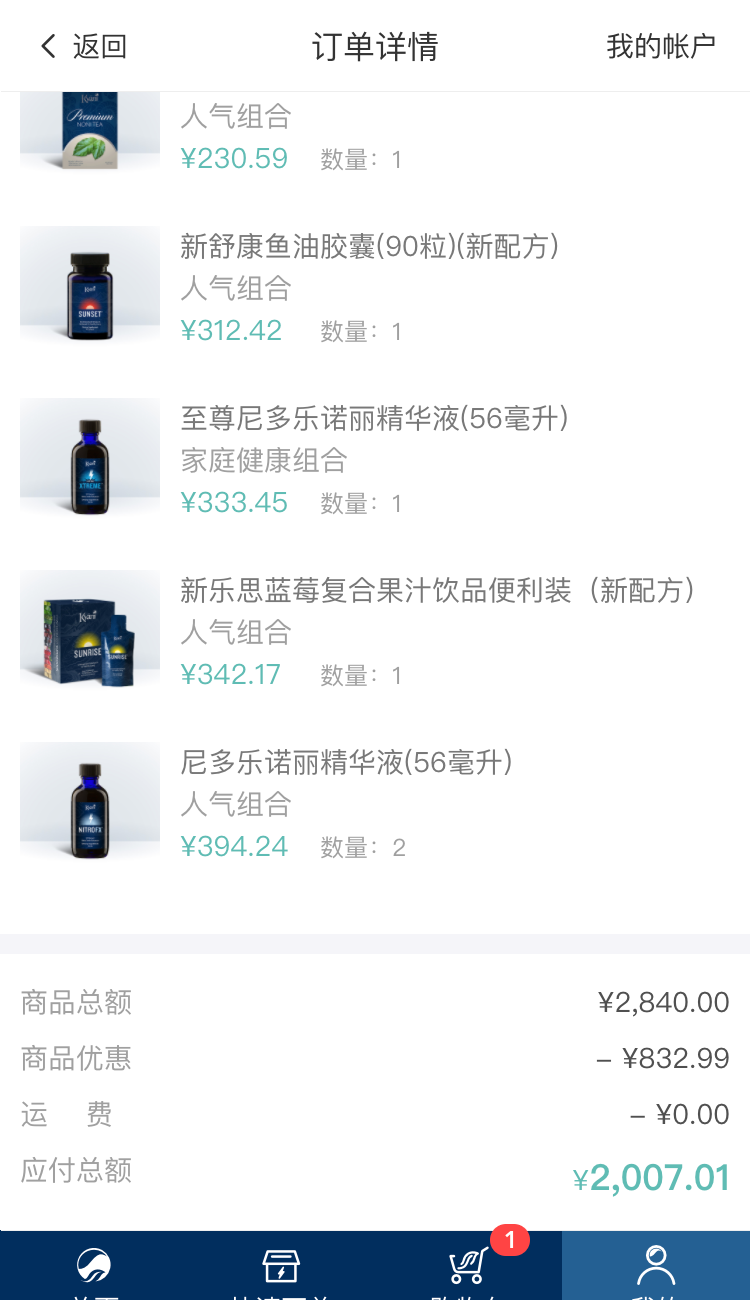 返回 订单详情 我的帐户
Kyäni
Premium
NONI TEA
人气组合
¥230.59 数量：1
新舒康鱼油胶囊(90粒)(新配方)
Kyäni
SUNSET
人气组合
¥312.42 数量：1
至尊尼多乐诺丽精华液(56毫升)
Kyäni
XTREME
家庭健康组合
¥333.45 数量：1
新乐思蓝莓复合果汁饮品便利装（新配方）
Kyäni
SUNRISE
SUNRISE
人气组合
¥342.17 数量：1
尼多乐诺丽精华液(56毫升)
Kyäni
NITROFX
人气组合
¥394.24 数量：2
商品总额 ¥2,840.00
商品优惠 – ¥832.99
运 费 – ¥0.00
应付总额 ¥2,007.01
1